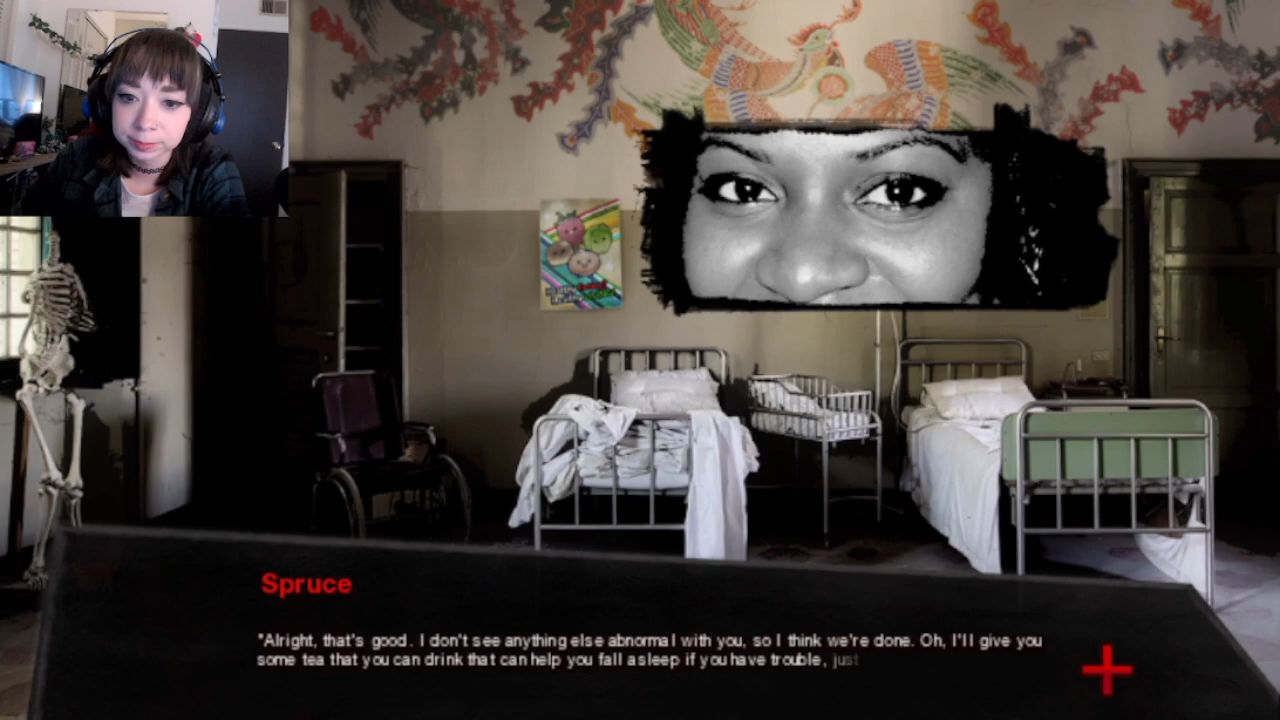 Spruce
"Alright, that's good. I don't see anything else abnormal with you, so I think we're done. Oh, I'll give you
some tea that you can drink that can help you fall asleep if you have trouble, just